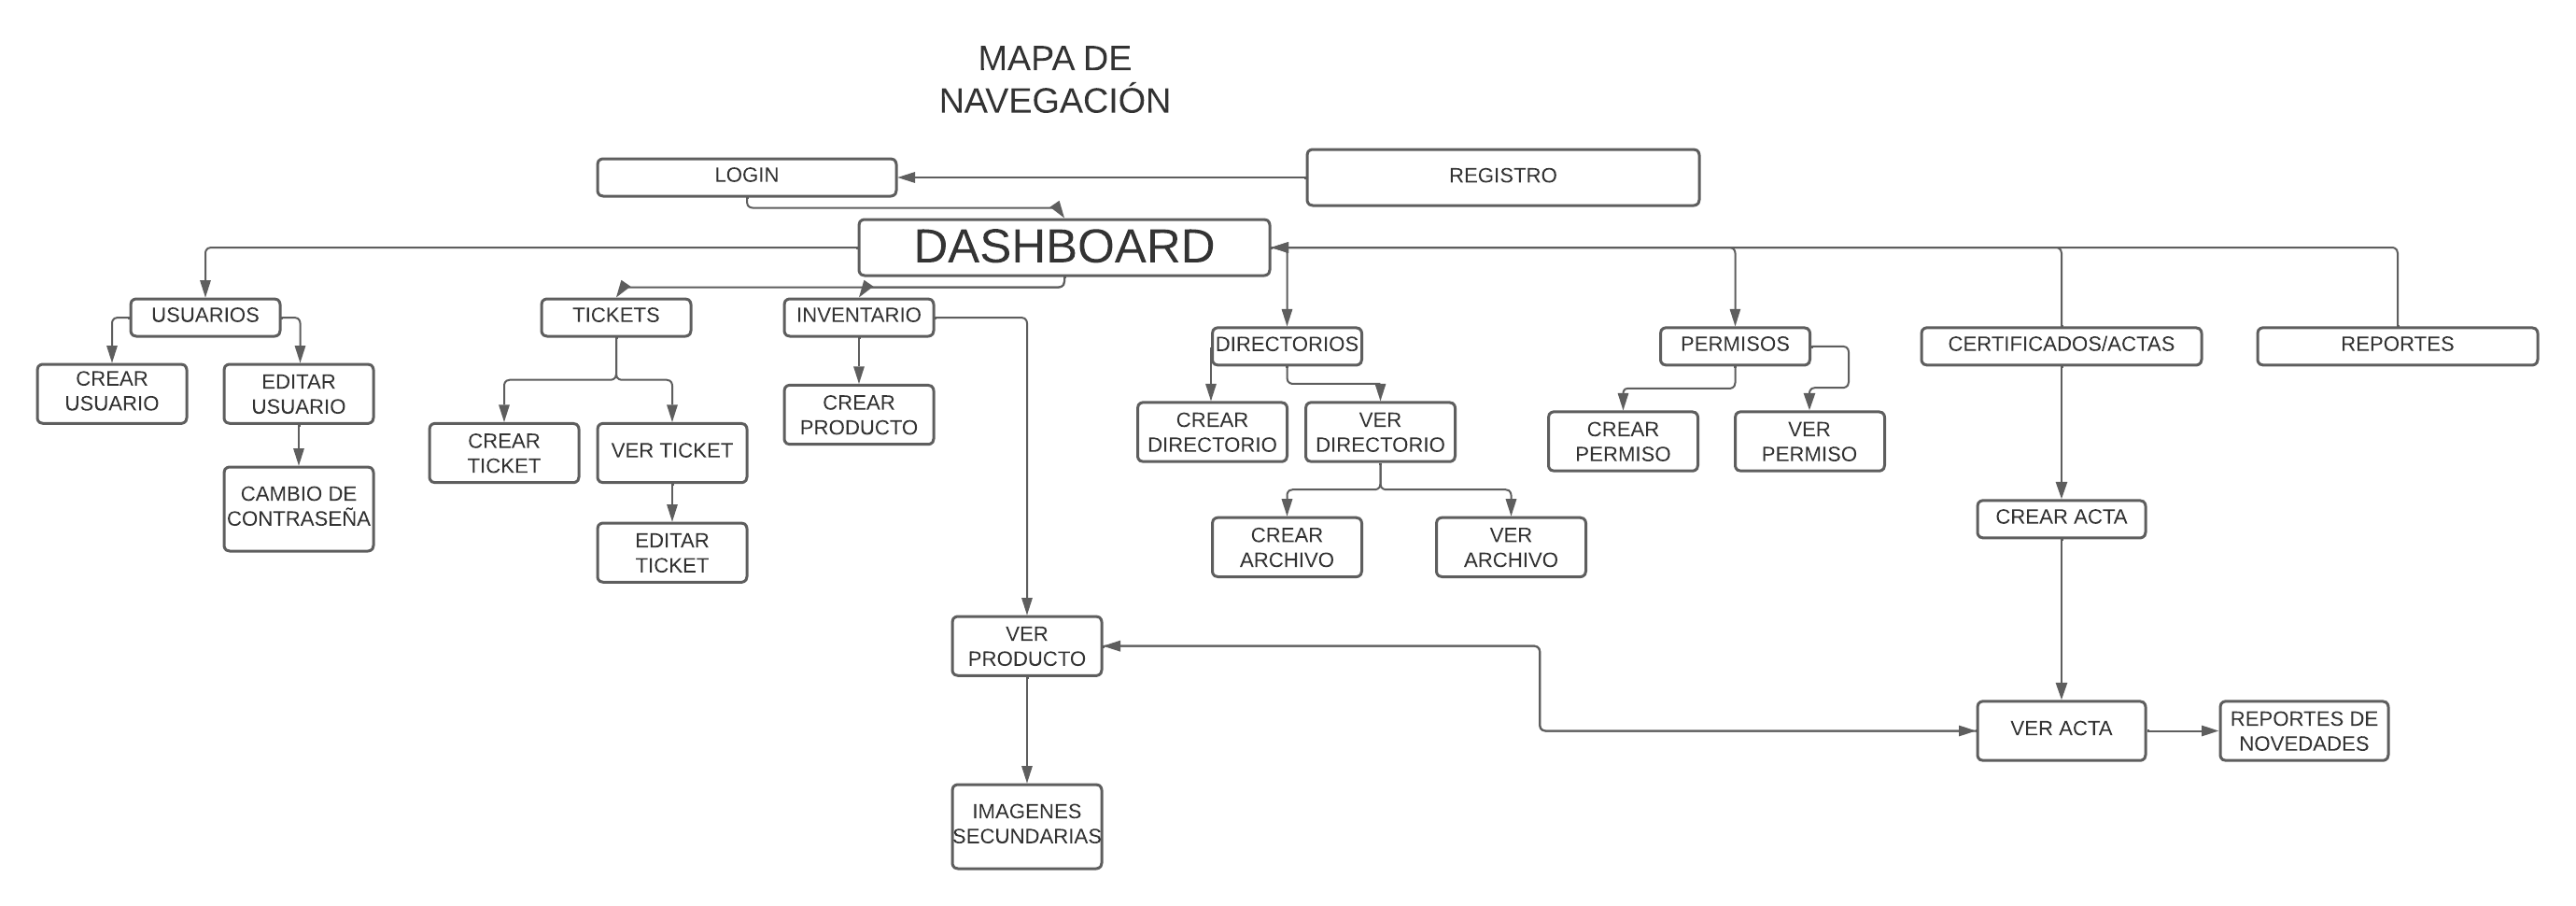 MAPA DE
NAVEGACIÓN
LOGIN
REGISTRO
DASHBOARD
USUARIOS
TICKETS
INVENTARIO
DIRECTORIOS
PERMISOS
CERTIFICADOS/ACTAS
REPORTES
CREAR
USUARIO
EDITAR
USUARIO
CREAR
PRODUCTO
CREAR
DIRECTORIO
VER
DIRECTORIO
CREAR
PERMISO
VER
PERMISO
CREAR
TICKET
VER TICKET
CAMBIO DE
CONTRASEÑA
EDITAR
TICKET
CREAR
ARCHIVO
VER
ARCHIVO
CREAR ACTA
VER
PRODUCTO
VER ACTA
REPORTES DE
NOVEDADES
IMAGENES
SECUNDARIAS